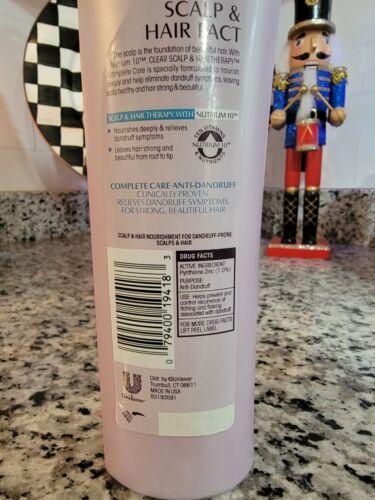 SCALP &
HAIR FACT
The scalp is the foundation of beautiful hair. With
Nutrium 10™, CLEAR SCALP & HAIR THERAPY™
Complete Care is specially formulated to nourish
deeply and help eliminate dandruff symptoms, leaving
scalp healthy and hair strong & beautiful.
SCALP & HAIR THERAPY WITH NUTRIUM 10™
• Nourishes deeply & relieves
dandruff symptoms
• Leaves hair strong and
beautiful from root to tip
TEN VITAMINS
NUTRIUM 10™
& NUTRIENTS
COMPLETE CARE ANTI-DANDRUFF
CLINICALLY PROVEN
RELIEVES DANDRUFF SYMPTOMS,
FOR STRONG, BEAUTIFUL HAIR
SCALP & HAIR NOURISHMENT FOR DANDRUFF-PRONE
SCALPS & HAIR
DRUG FACTS
ACTIVE INGREDIENT:
Pyrithione Zinc (1.0%)
PURPOSE:
Anti-Dandruff
USE: Helps prevent and
control recurrence of
itching and flaking
associated with dandruff
FOR MORE DRUG FACTS
LIFT PEEL LABEL
0 79400 19418 3
Unilever
Dist. by ©Unilever
Trumbull, CT 06611
MADE IN USA
83193591